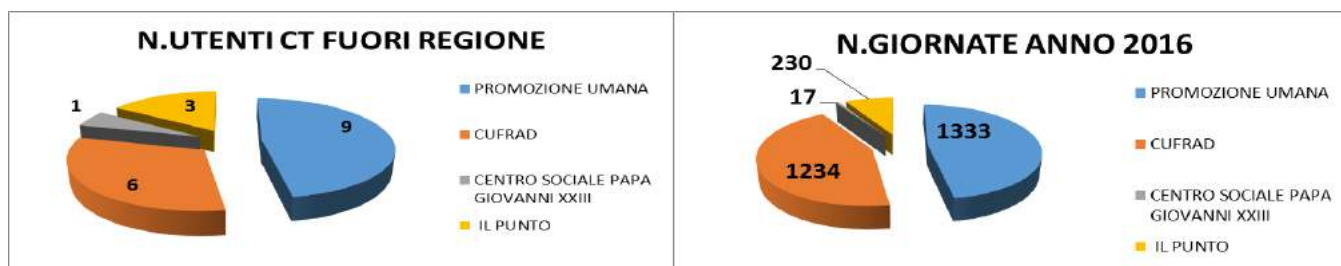 N.UTENTI CT FUORI REGIONE
3
1
9
6
PROMOZIONE UMANA
CUFRAD
CENTRO SOCIALE PAPA
GIOVANNI XXIII
IL PUNTO
N.GIORNATE ANNO 2016
230
17
1333
1234
PROMOZIONE UMANA
CUFRAD
CENTRO SOCIALE PAPA
GIOVANNI XXIII
IL PUNTO